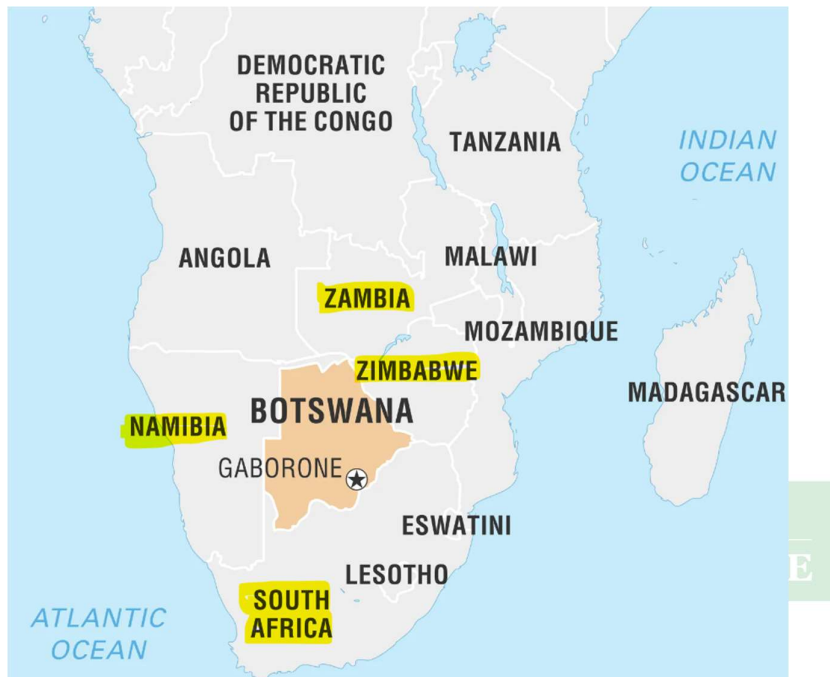 DEMOCRATIC
REPUBLIC
OF THE CONGO
TANZANIA
INDIAN
OCEAN
ANGOLA
MALAWI
ZAMBIA
MOZAMBIQUE
ZIMBABWE
MADAGASCAR
BOTSWANA
NAMIBIA
GABORONE
ESWATINI
E
LESOTHO
SOUTH
AFRICA
ATLANTIC
OCEAN